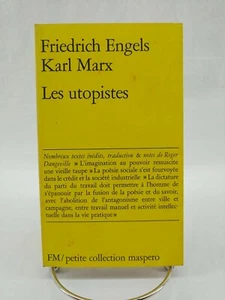 Friedrich Engels
Karl Marx
Les utopistes
Nombreux textes inédits, traduction & notes de Roger
Dangeville « L'imagination au pouvoir ressuscite
une vieille taupe » La poésie sociale s'est fourvoyée
dans le crédit et la société industrielle » La dictature
du parti du travail doit permettre à l'homme de
s'épanouir par la fusion de la poésie et du savoir,
avec l'abolition de l'antagonisme entre ville et
campagne, entre travail manuel et activité intellec-
tuelle dans la vie pratique »
FM/petite collection maspero